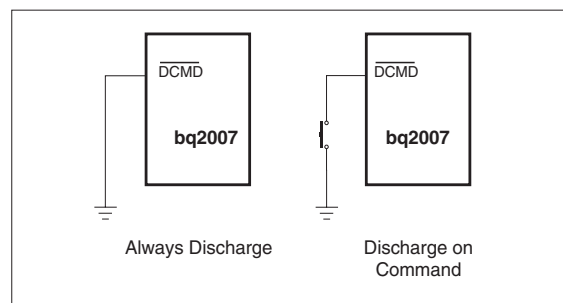 DCMD
bq2007
Always Discharge
DCMD
bq2007
Discharge on
Command